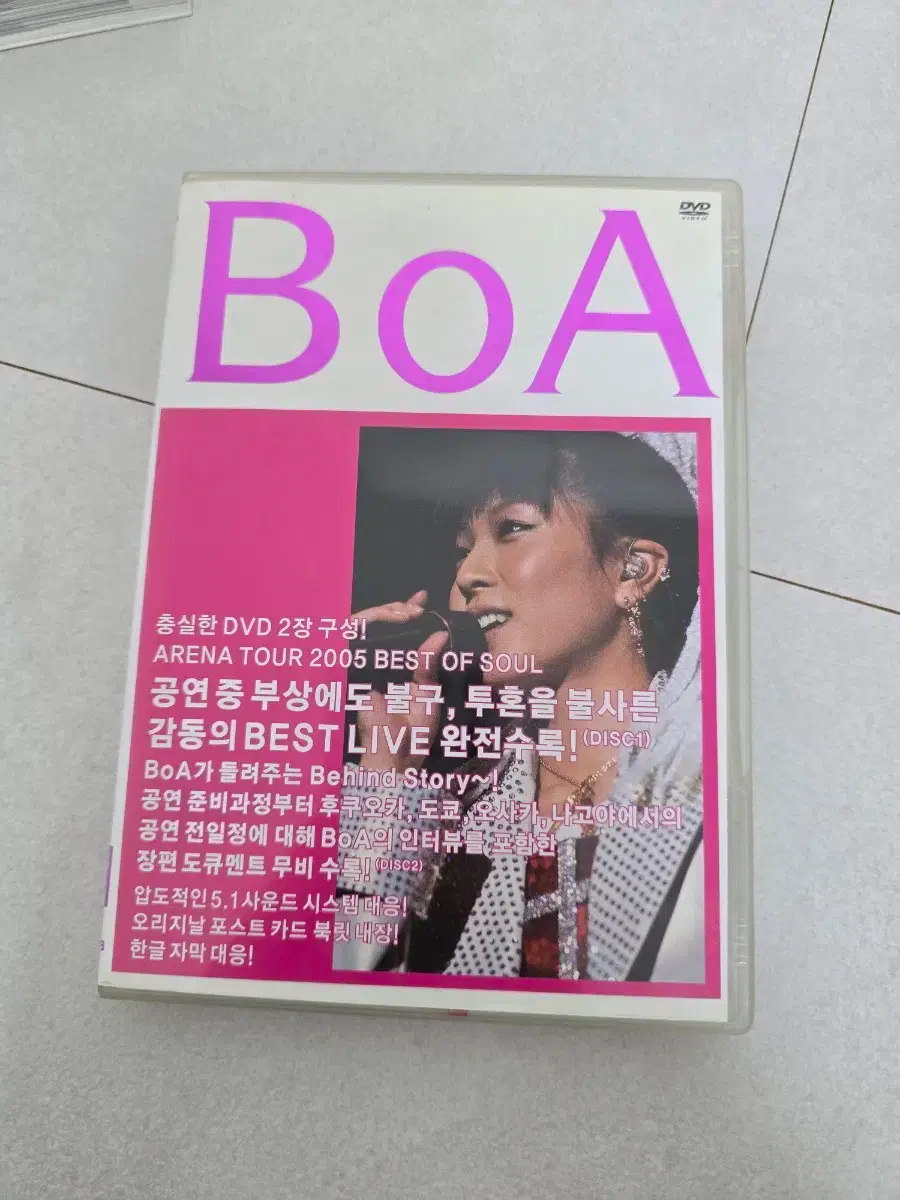 BoA
DVD
VIDEO
충실한 DVD 2장 구성!
ARENA TOUR 2005 BEST OF SOUL
공연 중 부상에도 불구, 투혼을 불사른
감동의 BEST LIVE 완전수록! (DISC1)
BoA가 들려주는 Behind Story~!
공연 준비과정부터 후쿠오카, 도쿄, 오사카, 나고야에서의
공연 전일정에 대해 BoA의 인터뷰를 포함한
장편 도큐멘트 무비 수록! (DISC2)
압도적인 5.1사운드 시스템 대응!
오리지날 포스트 카드 북릿 내장!
한글 자막 대응!